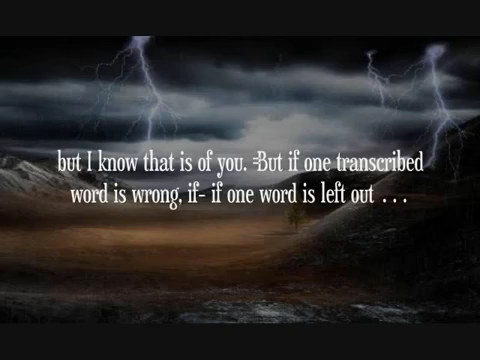 but I know that is of you. -But if one transcribed
word is wrong, if- if one word is left out . . .